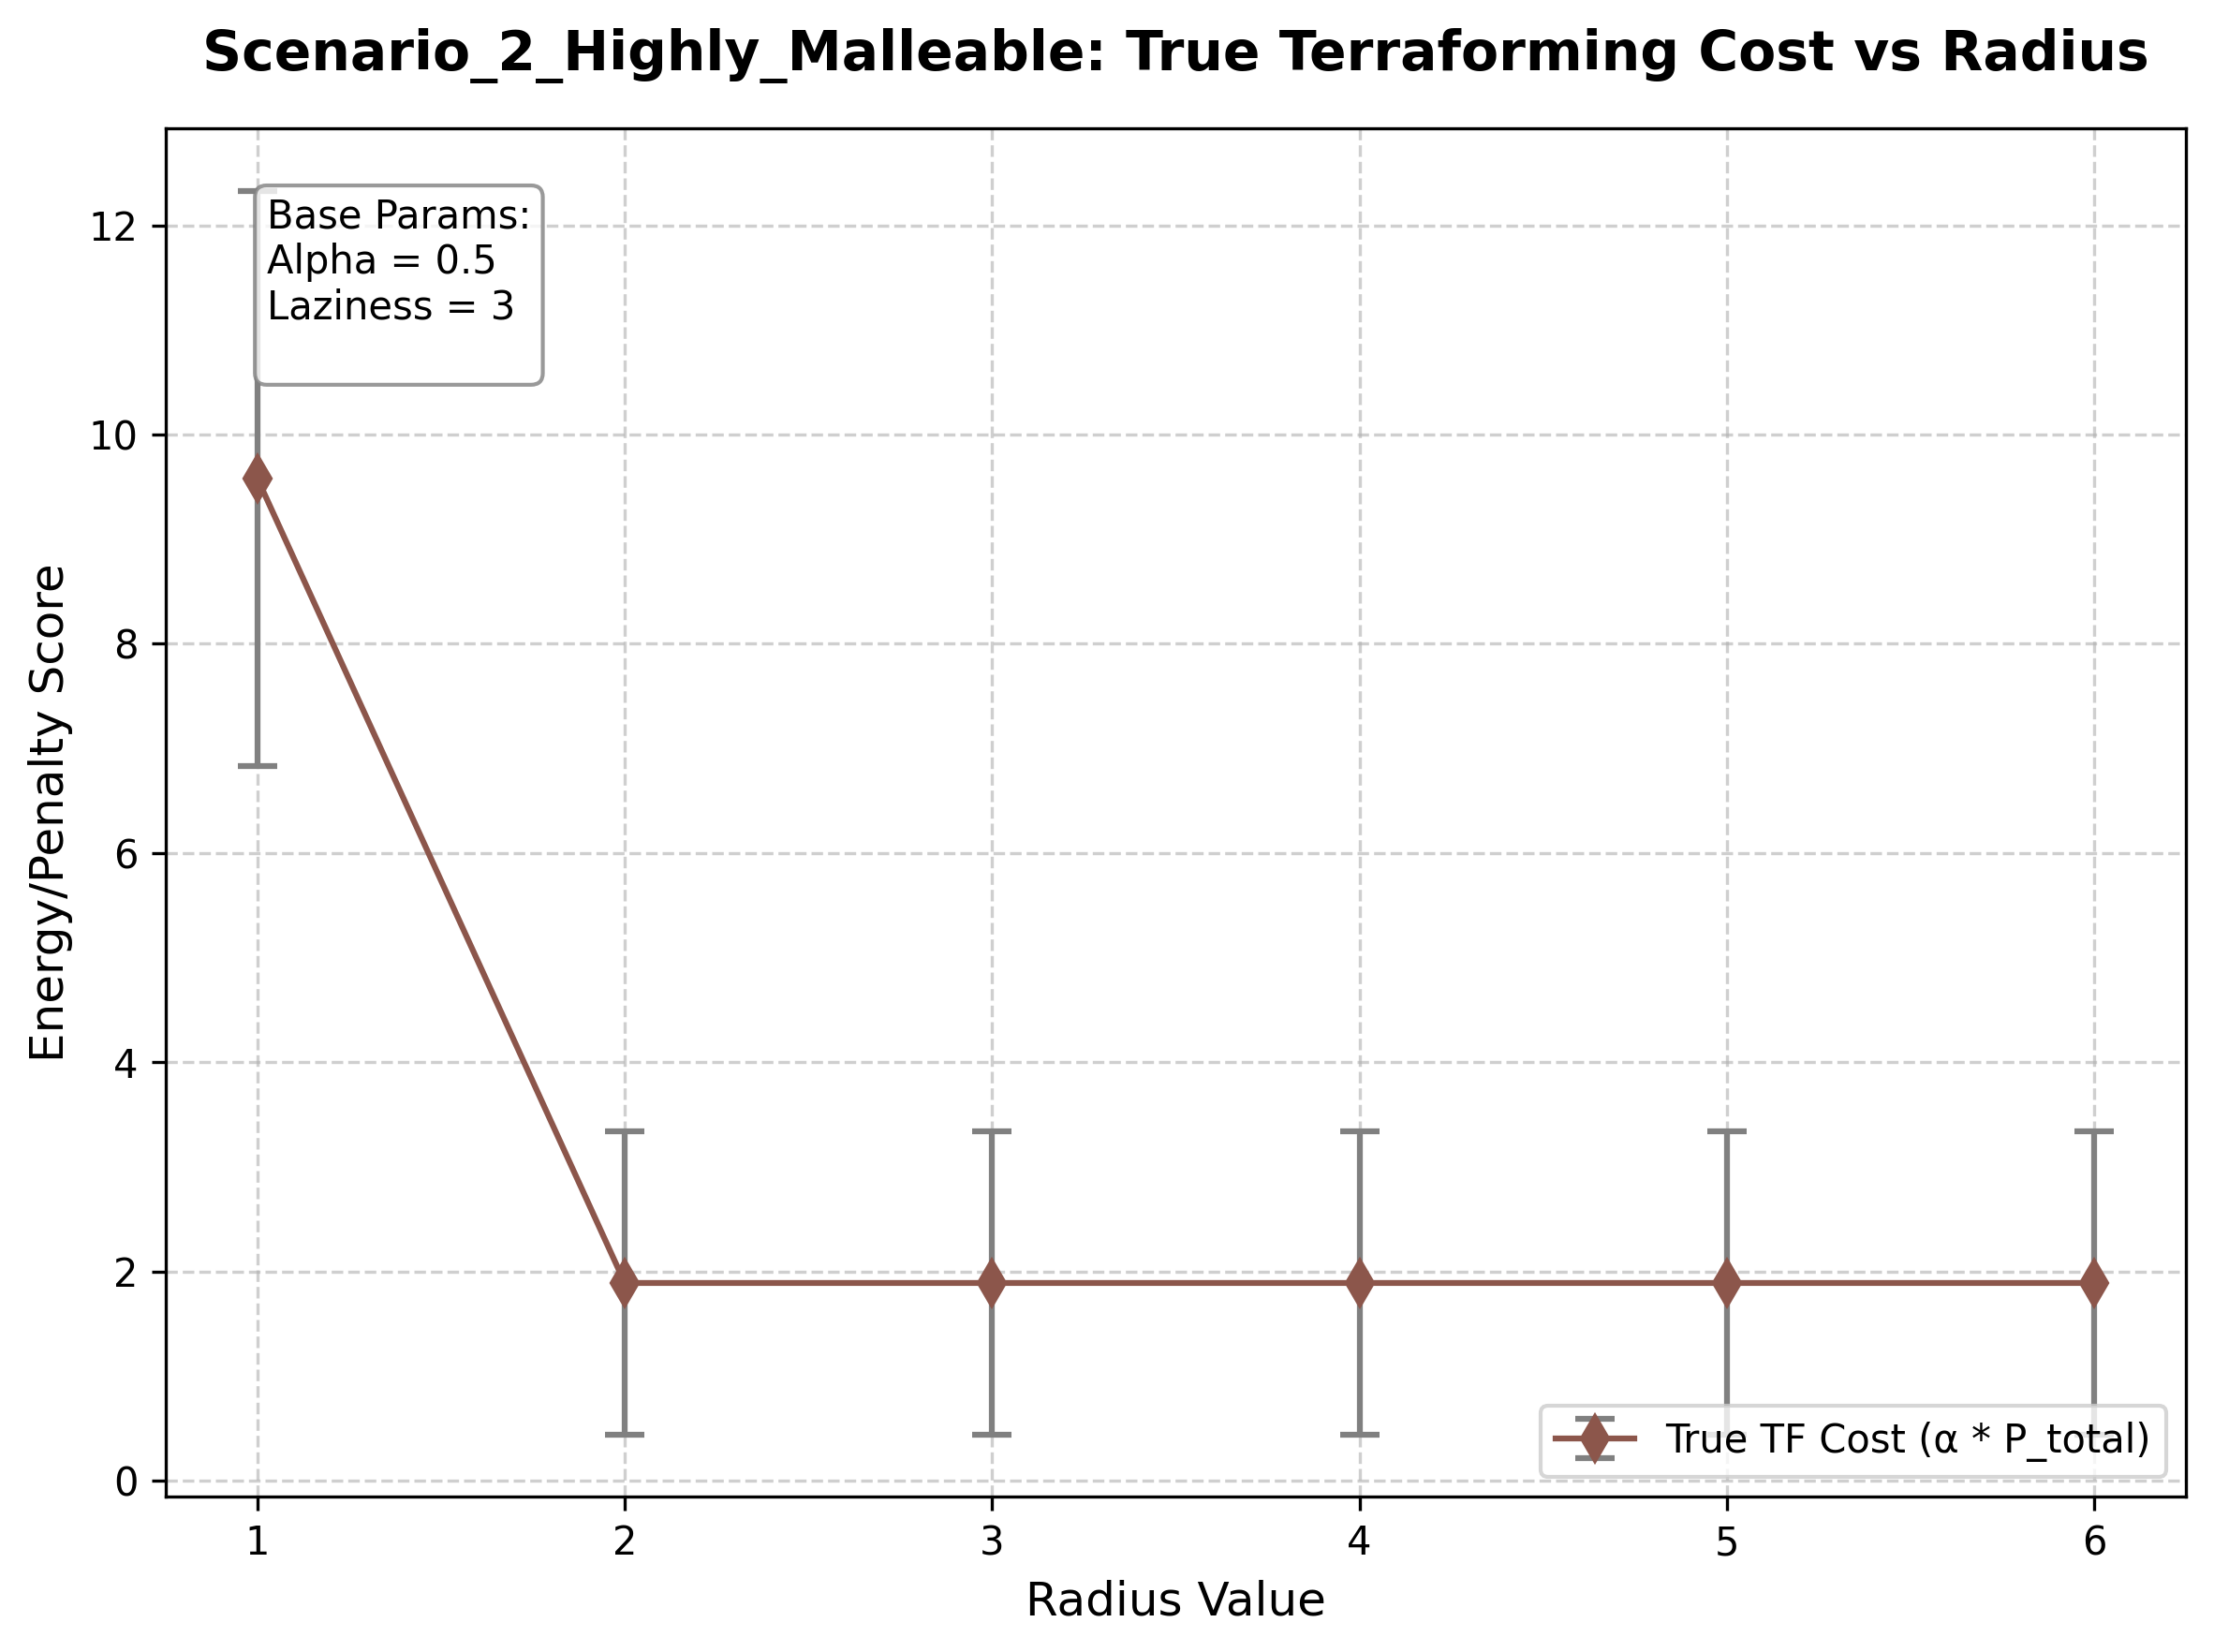 Scenario_2_Highly_Malleable: True Terraforming Cost vs Radius
Base Params:
Alpha = 0.5
Laziness = 3
Energy/Penalty Score
12
10
8
6
4
2
0
True TF Cost (α * P_total)
1 2 3 4 5 6
Radius Value